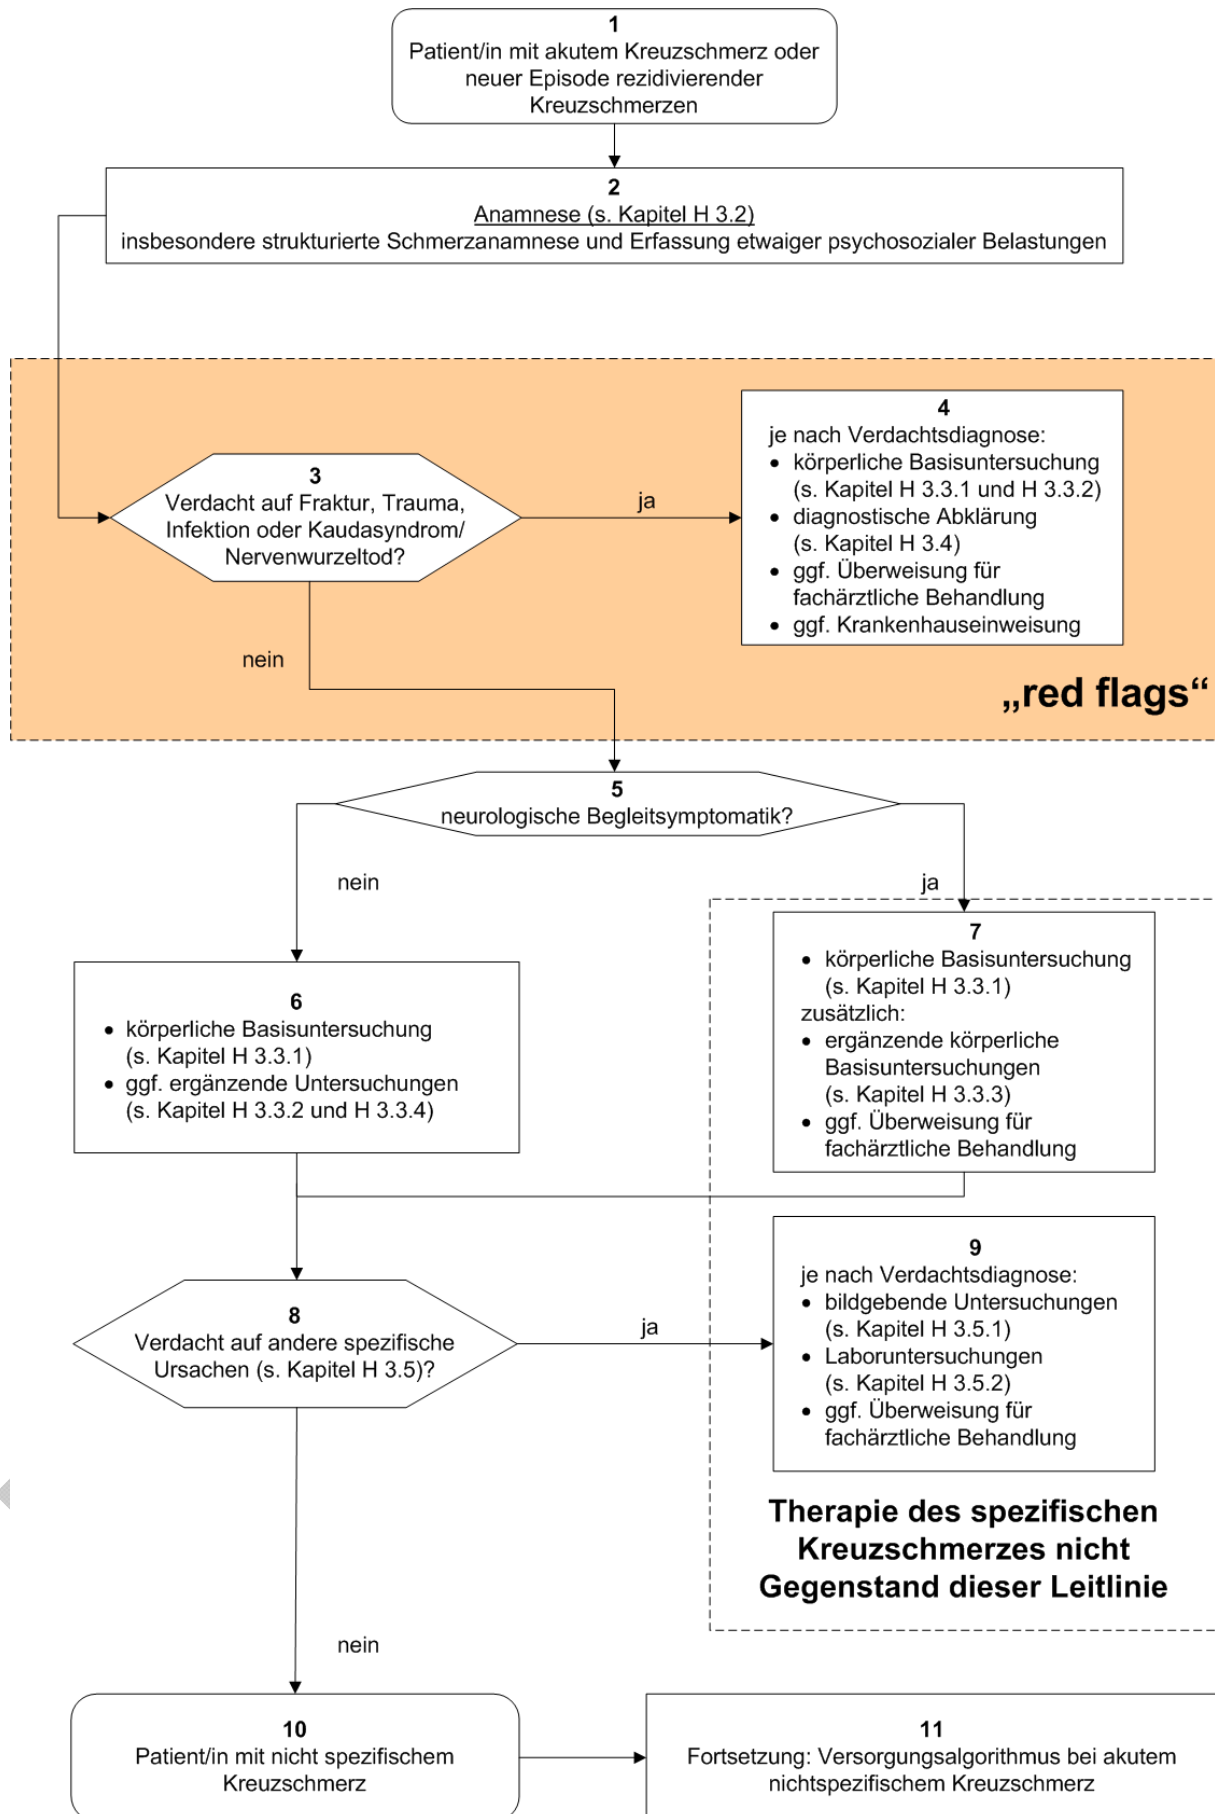 1
Patient/in mit akutem Kreuzschmerz oder
neuer Episode rezidivierender
Kreuzschmerzen
2
Anamnese (s. Kapitel H 3.2)
insbesondere strukturierte Schmerzanamnese und Erfassung etwaiger psychosozialer Belastungen
3
Verdacht auf Fraktur, Trauma,
Infektion oder Kaudasyndrom/
Nervenwurzeltod?
ja
4
je nach Verdachtsdiagnose:
• körperliche Basisuntersuchung
(s. Kapitel H 3.3.1 und H 3.3.2)
• diagnostische Abklärung
(s. Kapitel H 3.4)
• ggf. Überweisung für
fachärztliche Behandlung
• ggf. Krankenhauseinweisung
nein
„red flags“
5
neurologische Begleitsymptomatik?
nein
ja
6
• körperliche Basisuntersuchung
(s. Kapitel H 3.3.1)
• ggf. ergänzende Untersuchungen
(s. Kapitel H 3.3.2 und H 3.3.4)
7
• körperliche Basisuntersuchung
(s. Kapitel H 3.3.1)
zusätzlich:
• ergänzende körperliche
Basisuntersuchungen
(s. Kapitel H 3.3.3)
• ggf. Überweisung für
fachärztliche Behandlung
8
Verdacht auf andere spezifische
Ursachen (s. Kapitel H 3.5)?
ja
9
je nach Verdachtsdiagnose:
• bildgebende Untersuchungen
(s. Kapitel H 3.5.1)
• Laboruntersuchungen
(s. Kapitel H 3.5.2)
• ggf. Überweisung für
fachärztliche Behandlung
Therapie des spezifischen
Kreuzschmerzes nicht
Gegenstand dieser Leitlinie
nein
10
Patient/in mit nicht spezifischem
Kreuzschmerz
11
Fortsetzung: Versorgungsalgorithmus bei akutem
nichtspezifischem Kreuzschmerz